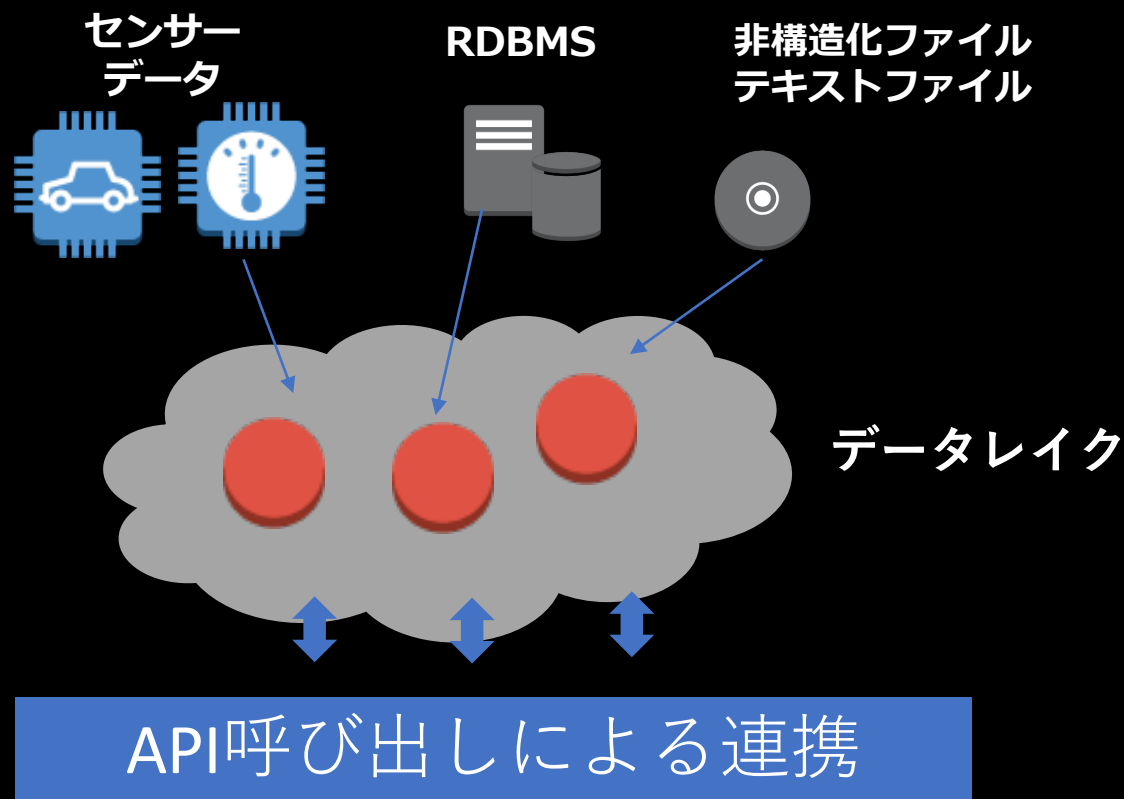 センサー
データ
RDBMS
非構造化ファイル
テキストファイル
データレイク
API呼び出しによる連携